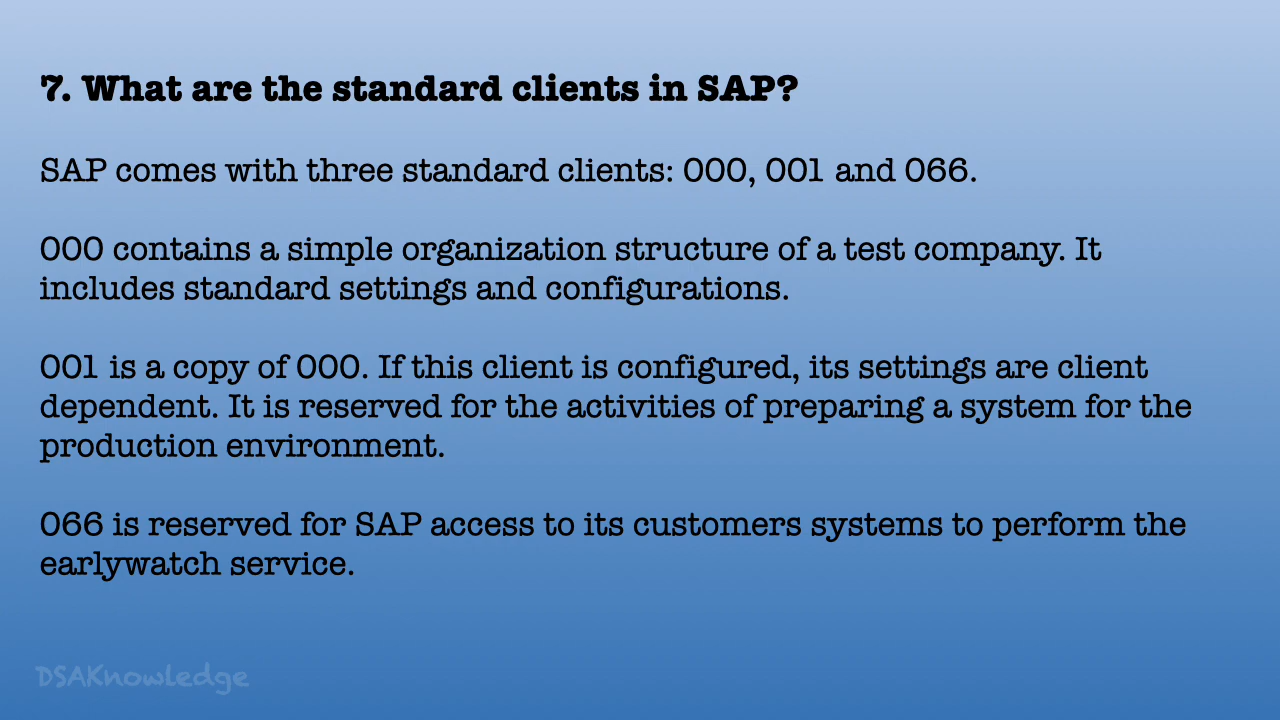 7. What are the standard clients in SAP?
SAP comes with three standard clients: 000, 001 and 066.
000 contains a simple organization structure of a test company. It
includes standard settings and configurations.
001 is a copy of 000. If this client is configured, its settings are client
dependent. It is reserved for the activities of preparing a system for the
production environment.
066 is reserved for SAP access to its customers systems to perform the
earlywatch service.
DSAKnowledge